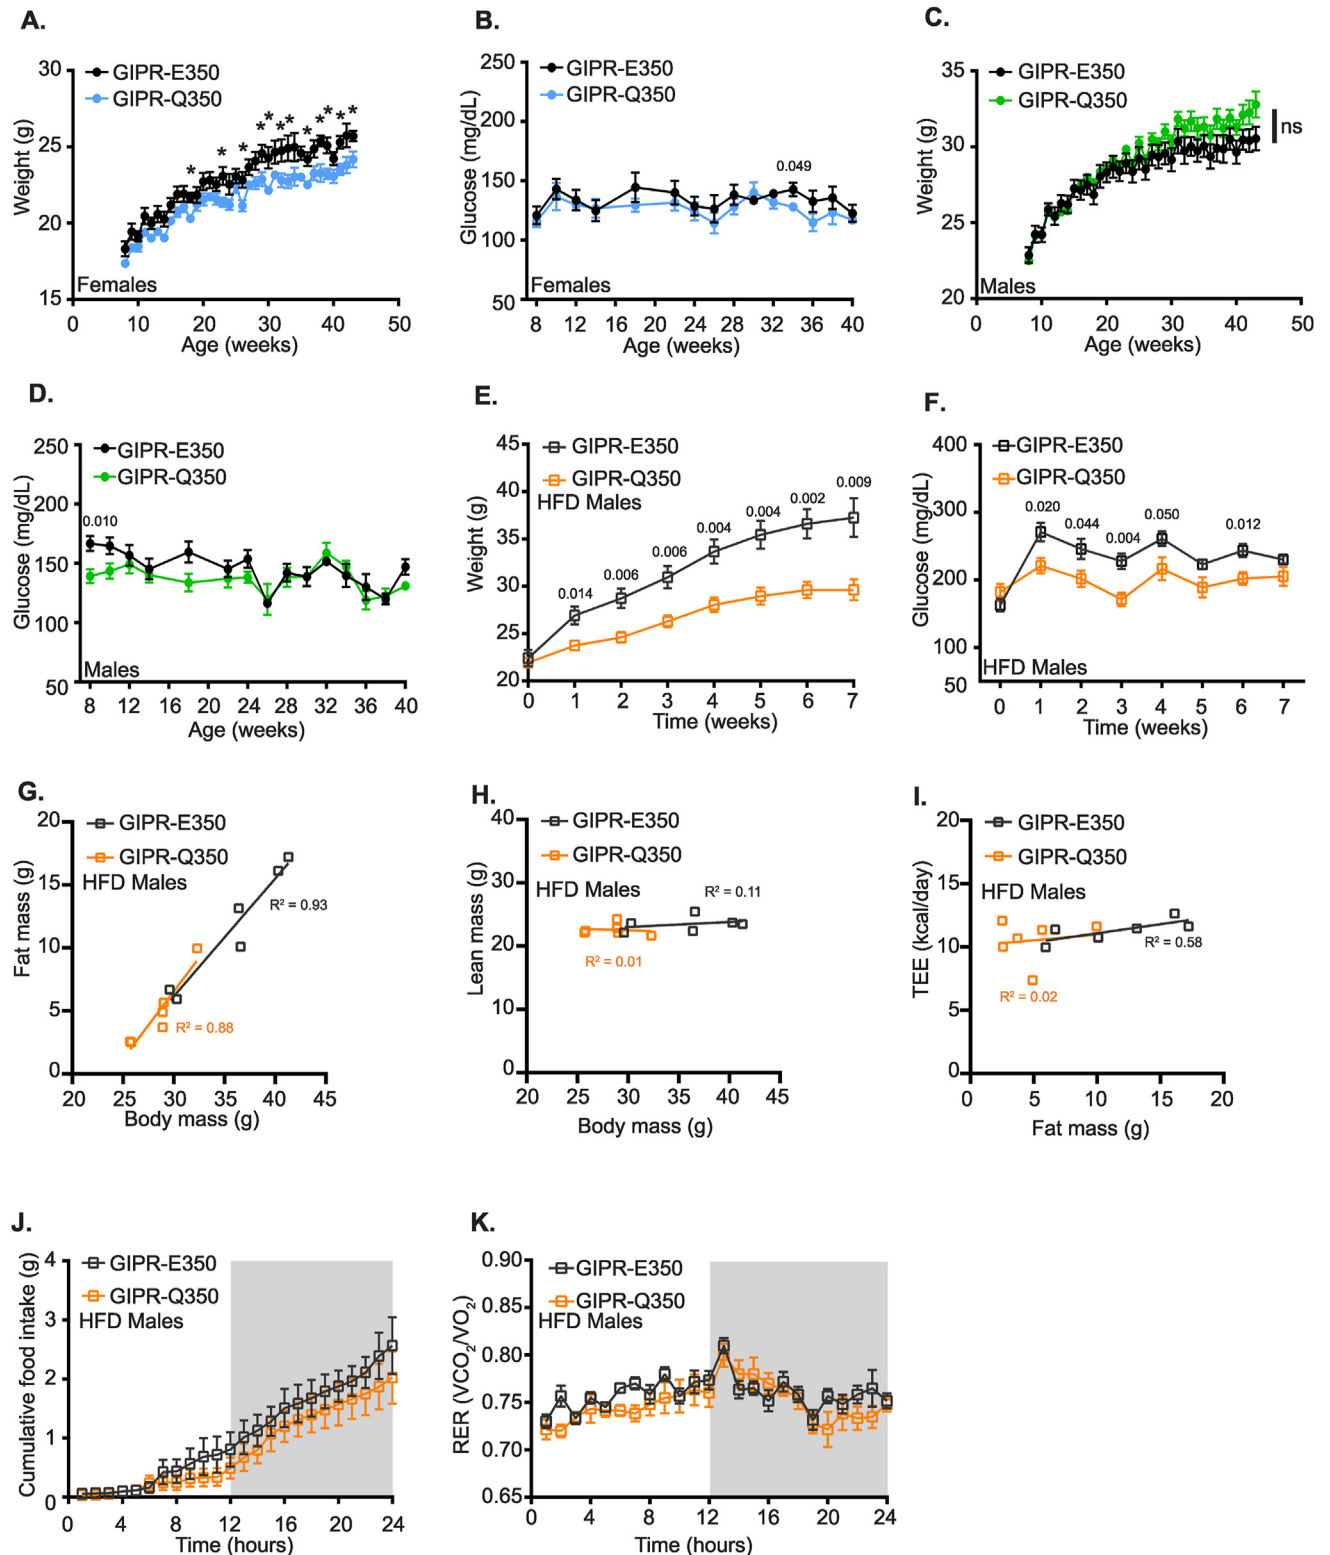 A.
GIPR-E350
GIPR-Q350
Weight (g)
30
25
20
15
* * * * * * * * * * * *
Females
0 10 20 30 40 50
Age (weeks)
B.
GIPR-E350
GIPR-Q350
Glucose (mg/dL)
250
200
150
100
50
0.049
Females
8 12 16 20 24 28 32 36 40
Age (weeks)
C.
GIPR-E350
GIPR-Q350
Weight (g)
35
30
25
20
ns
Males
0 10 20 30 40 50
Age (weeks)
D.
GIPR-E350
GIPR-Q350
Glucose (mg/dL)
250
200
150
100
50
0.010
Males
8 12 16 20 24 28 32 36 40
Age (weeks)
E.
GIPR-E350
GIPR-Q350
HFD Males
Weight (g)
45
40
35
30
25
20
0.014 0.006 0.006 0.004 0.004 0.002 0.009
0 1 2 3 4 5 6 7
Time (weeks)
F.
GIPR-E350
GIPR-Q350
Glucose (mg/dL)
400
300
200
100
50
0.020 0.044 0.004 0.050 0.012
HFD Males
0 1 2 3 4 5 6 7
Time (weeks)
G.
GIPR-E350
GIPR-Q350
HFD Males
Fat mass (g)
20
15
10
5
0
R² = 0.93
R² = 0.88
20 25 30 35 40 45
Body mass (g)
H.
GIPR-E350
GIPR-Q350
HFD Males
Lean mass (g)
40
30
20
10
0
R² = 0.11
R² = 0.01
20 25 30 35 40 45
Body mass (g)
I.
GIPR-E350
GIPR-Q350
HFD Males
TEE (kcal/day)
20
15
10
5
0
R² = 0.58
R² = 0.02
0 5 10 15 20
Fat mass (g)
J.
GIPR-E350
GIPR-Q350
HFD Males
Cumulative food intake (g)
4
3
2
1
0
0 4 8 12 16 20 24
Time (hours)
K.
GIPR-E350
GIPR-Q350
HFD Males
RER (VCO₂/VO₂)
0.90
0.85
0.80
0.75
0.70
0.65
0 4 8 12 16 20 24
Time (hours)